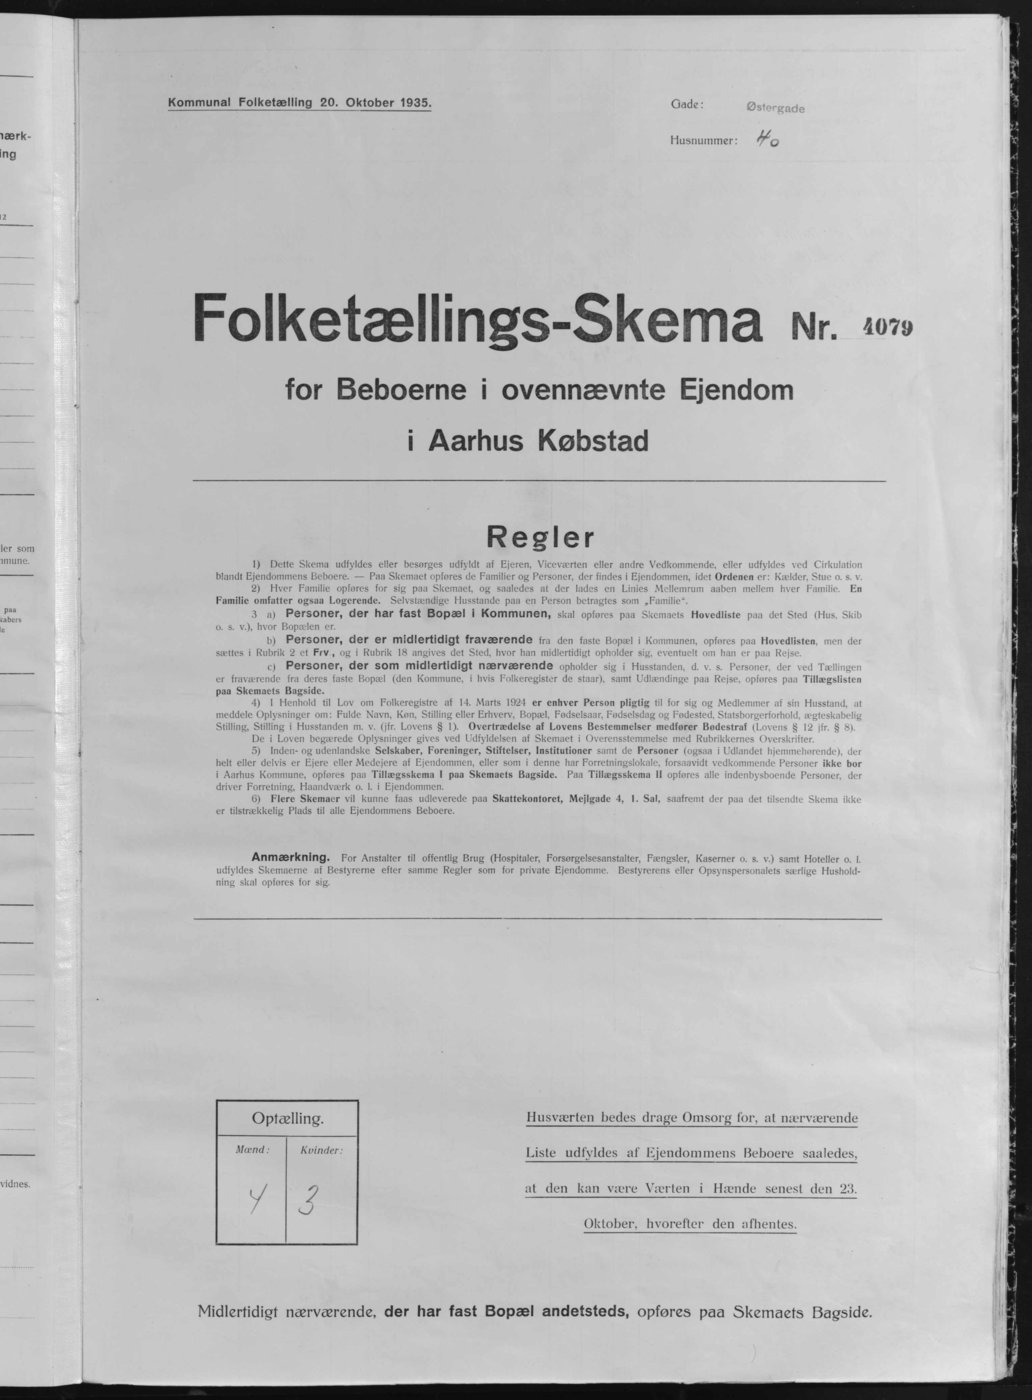 ærk-
ing
12
ler som
mmune.
paa
kabers
le
vidnes.
Kommunal Folketælling 20. Oktober 1935.
Gade: Østergade
Husnummer: 40
Folketællings-Skema Nr. 4079
for Beboerne i ovennævnte Ejendom
i Aarhus Købstad
Regler
1) Dette Skema udfyldes eller besørges udfyldt af Ejeren, Viceværten eller andre Vedkommende, eller udfyldes ved Cirkulation
blandt Ejendommens Beboere. — Paa Skemaet opføres de Familier og Personer, der findes i Ejendommen, idet Ordenen er: Kælder, Stue o. s. v.
2) Hver Familie opføres for sig paa Skemaet, og saaledes at der lades en Linies Mellemrum aaben mellem hver Familie. En
Familie omfatter ogsaa Logerende. Selvstændige Husstande paa en Person betragtes som „Familie“.
3 a) Personer, der har fast Bopæl i Kommunen, skal opføres paa Skemaets Hovedliste paa det Sted (Hus, Skib
o. s. v.), hvor Bopælen er.
b) Personer, der er midlertidigt fraværende fra den faste Bopæl i Kommunen, opføres paa Hovedlisten, men der
sættes i Rubrik 2 et Frv., og i Rubrik 18 angives det Sted, hvor han midlertidigt opholder sig, eventuelt om han er paa Rejse.
c) Personer, der som midlertidigt nærværende opholder sig i Husstanden, d. v. s. Personer, der ved Tællingen
er fraværende fra deres faste Bopæl (den Kommune, i hvis Folkeregister de staar), samt Udlændinge paa Rejse, opføres paa Tillægslisten
paa Skemaets Bagside.
4) I Henhold til Lov om Folkeregistre af 14. Marts 1924 er enhver Person pligtig til for sig og Medlemmer af sin Husstand, at
meddele Oplysninger om: Fulde Navn, Køn, Stilling eller Erhverv, Bopæl, Fødselsaar, Fødselsdag og Fødested, Statsborgerforhold, ægteskabelig
Stilling, Stilling i Husstanden m. v. (jfr. Lovens § 1). Overtrædelse af Lovens Bestemmelser medfører Bødestraf (Lovens § 12 jfr. § 8).
De i Loven begærede Oplysninger gives ved Udfyldelsen af Skemaet i Overensstemmelse med Rubrikkernes Overskrifter.
5) Inden- og udenlandske Selskaber, Foreninger, Stiftelser, Institutioner samt de Personer (ogsaa i Udlandet hjemmehørende), der
helt eller delvis er Ejere eller Medejere af Ejendommen, eller som i denne har Forretningslokale, forsaavidt vedkommende Personer ikke bor
i Aarhus Kommune, opføres paa Tillægsskema I paa Skemaets Bagside. Paa Tillægsskema II opføres alle indenbysboende Personer, der
driver Forretning, Haandværk o. l. i Ejendommen.
6) Flere Skemaer vil kunne faas udleverede paa Skattekontoret, Mejlgade 4, 1. Sal, saafremt der paa det tilsendte Skema ikke
er tilstrækkelig Plads til alle Ejendommens Beboere.
Anmærkning. For Anstalter til offentlig Brug (Hospitaler, Forsørgelsesanstalter, Fængsler, Kaserner o. s. v.) samt Hoteller o. l.
udfyldes Skemaerne af Bestyrerne efter samme Regler som for private Ejendomme. Bestyrerens eller Opsynspersonalets særlige Hushold-
ning skal opføres for sig.
Optælling.
Mænd: Kvinder:
4 3
Husværten bedes drage Omsorg for, at nærværende
Liste udfyldes af Ejendommens Beboere saaledes,
at den kan være Værten i Hænde senest den 23.
Oktober, hvorefter den afhentes.
Midlertidigt nærværende, der har fast Bopæl andetsteds, opføres paa Skemaets Bagside.